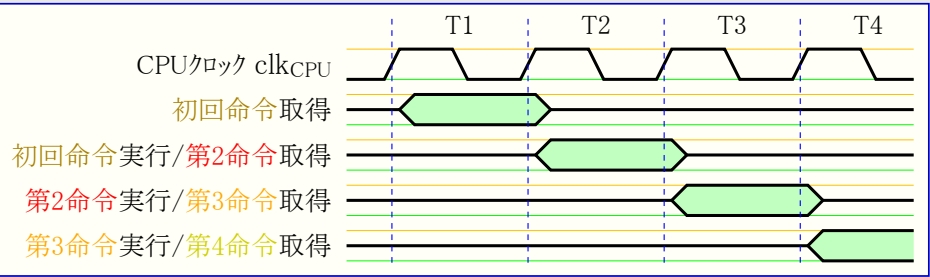 T1 T2 T3 T4
CPUクロック clkCPU
初回命令取得
初回命令実行/第2命令取得
第2命令実行/第3命令取得
第3命令実行/第4命令取得